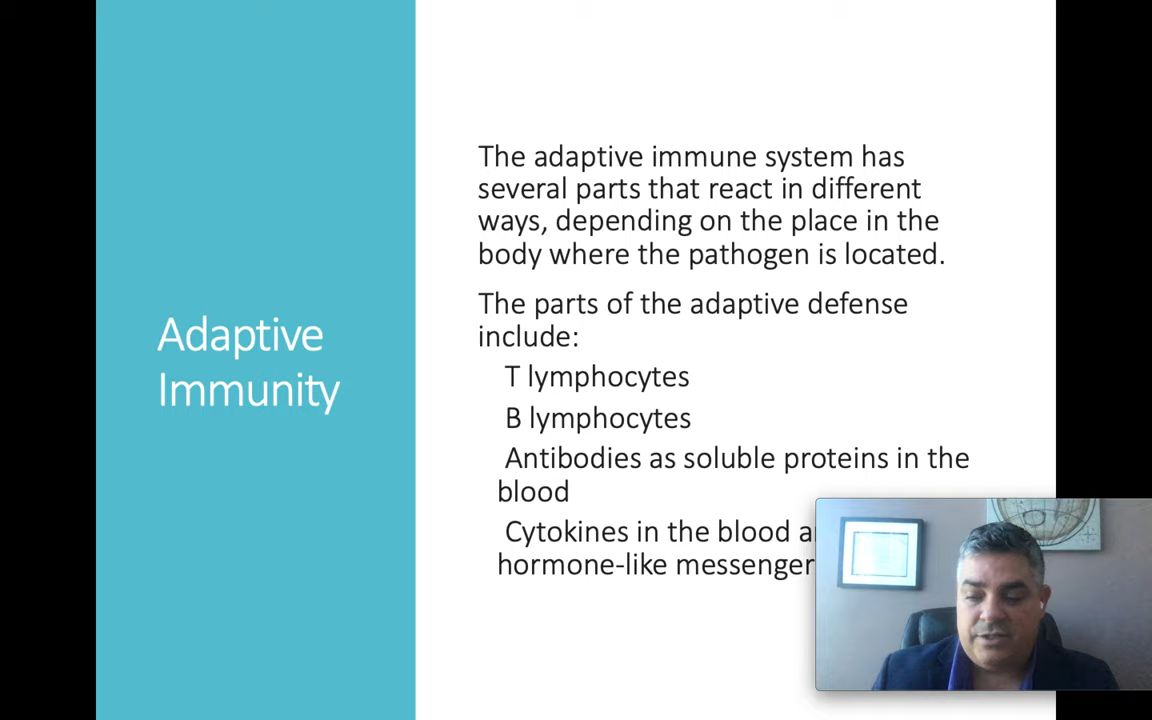 Adaptive
Immunity
The adaptive immune system has
several parts that react in different
ways, depending on the place in the
body where the pathogen is located.
The parts of the adaptive defense
include:
T lymphocytes
B lymphocytes
Antibodies as soluble proteins in the
blood
Cytokines in the blood
hormone-like messenger